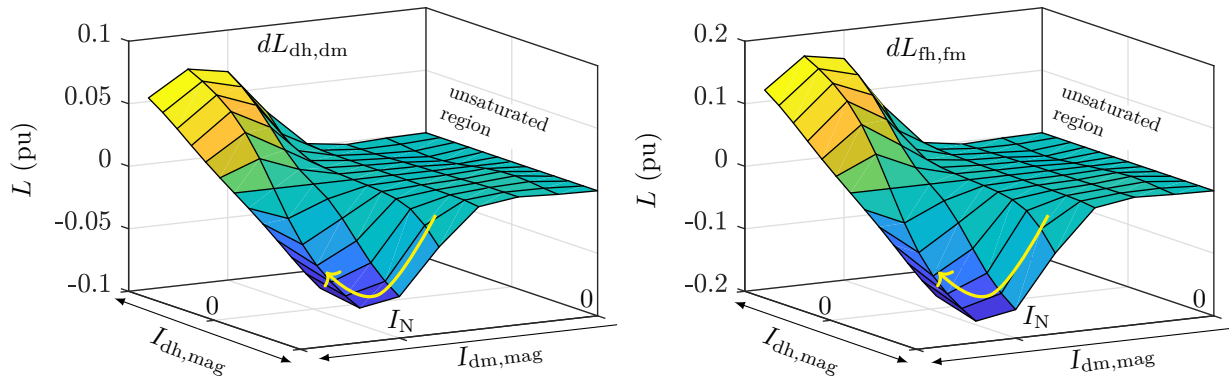 0.1
0.05
0
-0.05
-0.1
L (pu)
dL_dh,dm
unsaturated
region
0
I_N
0
I_dh,mag
I_dm,mag
0.2
0.1
0
-0.1
-0.2
L (pu)
dL_fh,fm
unsaturated
region
0
I_N
0
I_dh,mag
I_dm,mag